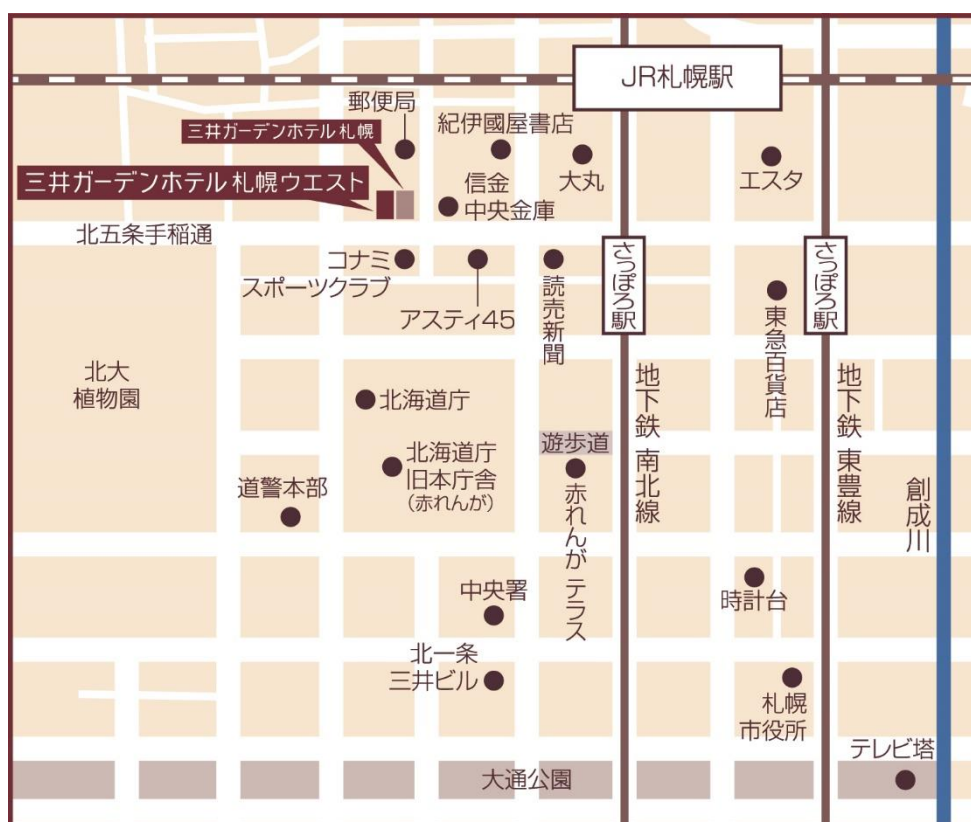 JR札幌駅
郵便局
三井ガーデンホテル 札幌
紀伊國屋書店
三井ガーデンホテル 札幌ウエスト
信金
中央金庫
大丸
エスタ
北五条手稲通
コナミ
スポーツクラブ
アスティ45
読売新聞
さっぽろ駅
さっぽろ駅
東急百貨店
北大
植物園
北海道庁
地下鉄 南北線
地下鉄 東豊線
遊歩道
北海道庁
旧本庁舎
(赤れんが)
道警本部
赤れんが テラス
創成川
中央署
時計台
北一条
三井ビル
札幌
市役所
テレビ塔
大通公園